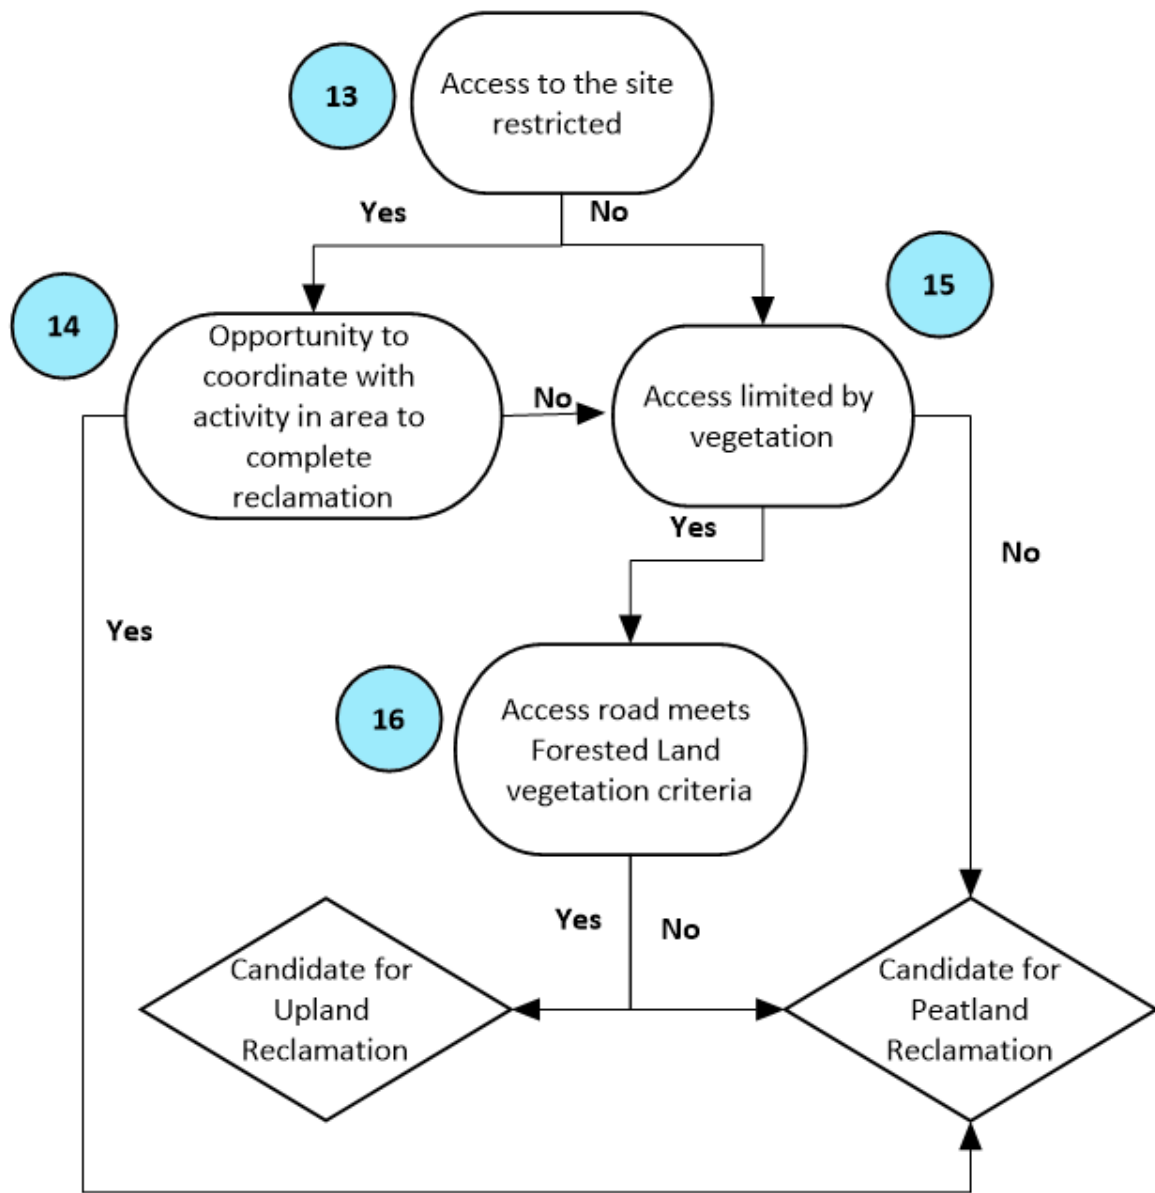 13
Access to the site
restricted
Yes
No
14
15
Opportunity to
coordinate with
activity in area to
complete
reclamation
No
Access limited by
vegetation
Yes
No
Yes
16
Access road meets
Forested Land
vegetation criteria
Yes
No
Candidate for
Upland
Reclamation
Candidate for
Peatland
Reclamation